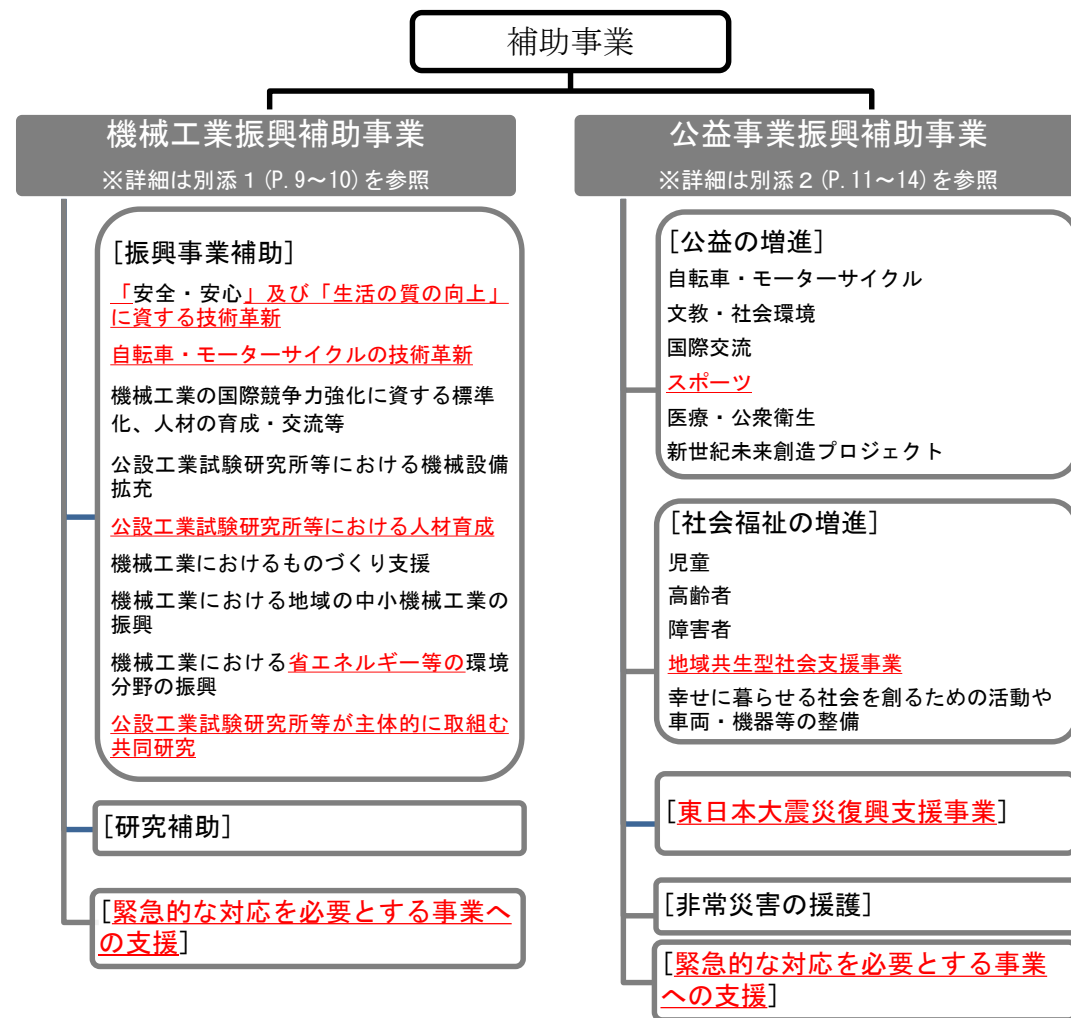 補助事業
機械工業振興補助事業
※詳細は別添1(P.9～10)を参照
[振興事業補助]
「安全・安心」及び「生活の質の向上」
に資する技術革新
自転車・モーターサイクルの技術革新
機械工業の国際競争力強化に資する標準
化、人材の育成・交流等
公設工業試験研究所等における機械設備
拡充
公設工業試験研究所等における人材育成
機械工業におけるものづくり支援
機械工業における地域の中小機械工業の
振興
機械工業における省エネルギー等の環境
分野の振興
公設工業試験研究所等が主体的に取組む
共同研究
[研究補助]
[緊急的な対応を必要とする事業へ
の支援]
公益事業振興補助事業
※詳細は別添2(P.11～14)を参照
[公益の増進]
自転車・モーターサイクル
文教・社会環境
国際交流
スポーツ
医療・公衆衛生
新世紀未来創造プロジェクト
[社会福祉の増進]
児童
高齢者
障害者
地域共生型社会支援事業
幸せに暮らせる社会を創るための活動や
車両・機器等の整備
[東日本大震災復興支援事業]
[非常災害の援護]
[緊急的な対応を必要とする事業
への支援]